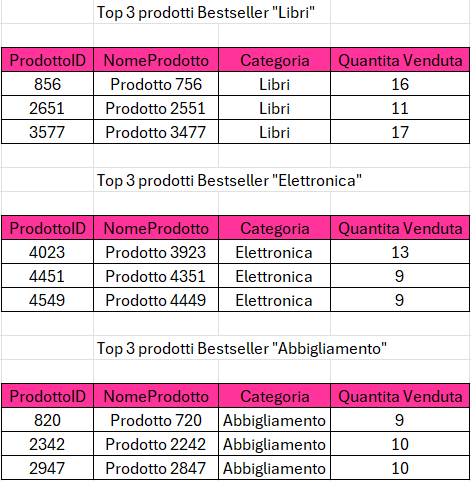 Top 3 prodotti Bestseller "Libri"
ProdottoID NomeProdotto Categoria Quantita Venduta
856 Prodotto 756 Libri 16
2651 Prodotto 2551 Libri 11
3577 Prodotto 3477 Libri 17
Top 3 prodotti Bestseller "Elettronica"
ProdottoID NomeProdotto Categoria Quantita Venduta
4023 Prodotto 3923 Elettronica 13
4451 Prodotto 4351 Elettronica 9
4549 Prodotto 4449 Elettronica 9
Top 3 prodotti Bestseller "Abbigliamento"
ProdottoID NomeProdotto Categoria Quantita Venduta
820 Prodotto 720 Abbigliamento 9
2342 Prodotto 2242 Abbigliamento 10
2947 Prodotto 2847 Abbigliamento 10